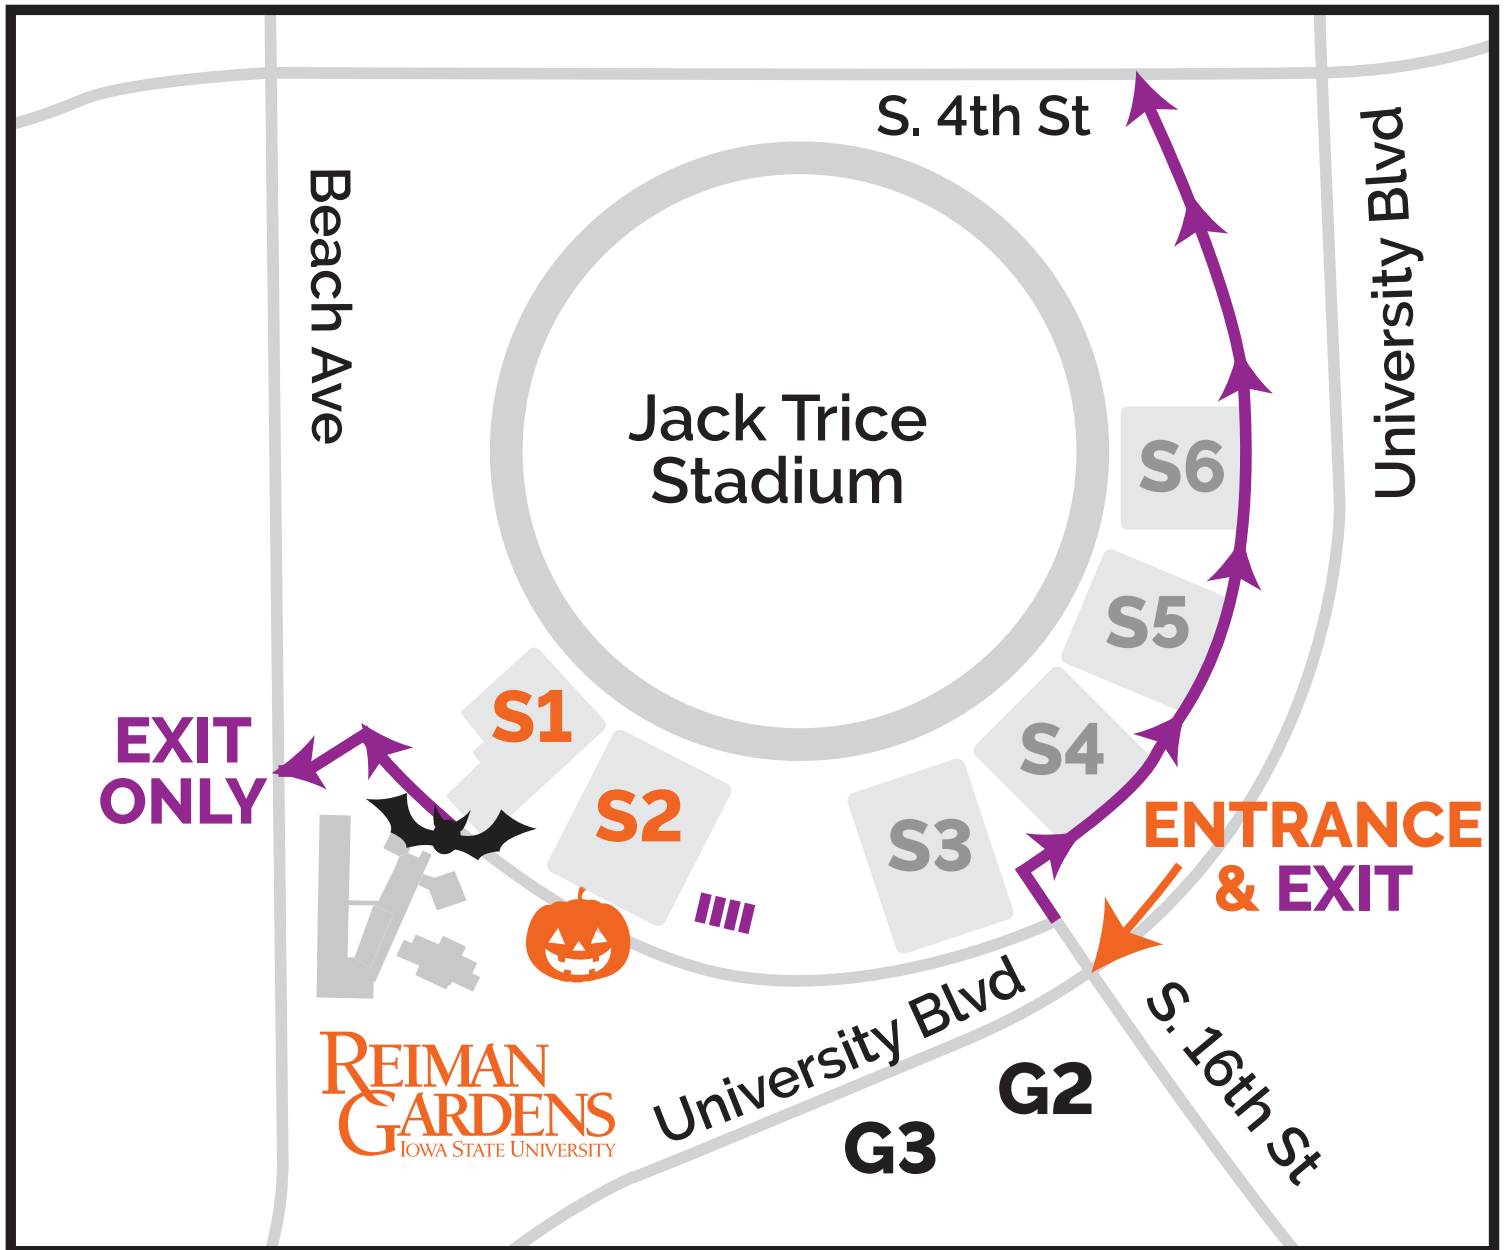 S. 4th St
University Blvd
Beach Ave
Jack Trice
Stadium
S6
S5
S1
EXIT
ONLY
S4
S2
S3
ENTRANCE
& EXIT
University Blvd
S. 16th St
REIMAN
GARDENS
IOWA STATE UNIVERSITY
G2
G3